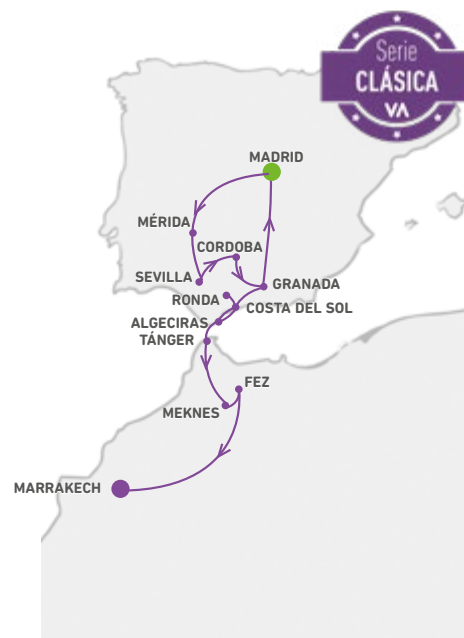 Serie
CLÁSICA
VA
MADRID
MÉRIDA
CORDOBA
SEVILLA
GRANADA
RONDA
COSTA DEL SOL
ALGECIRAS
TÁNGER
FEZ
MEKNES
MARRAKECH